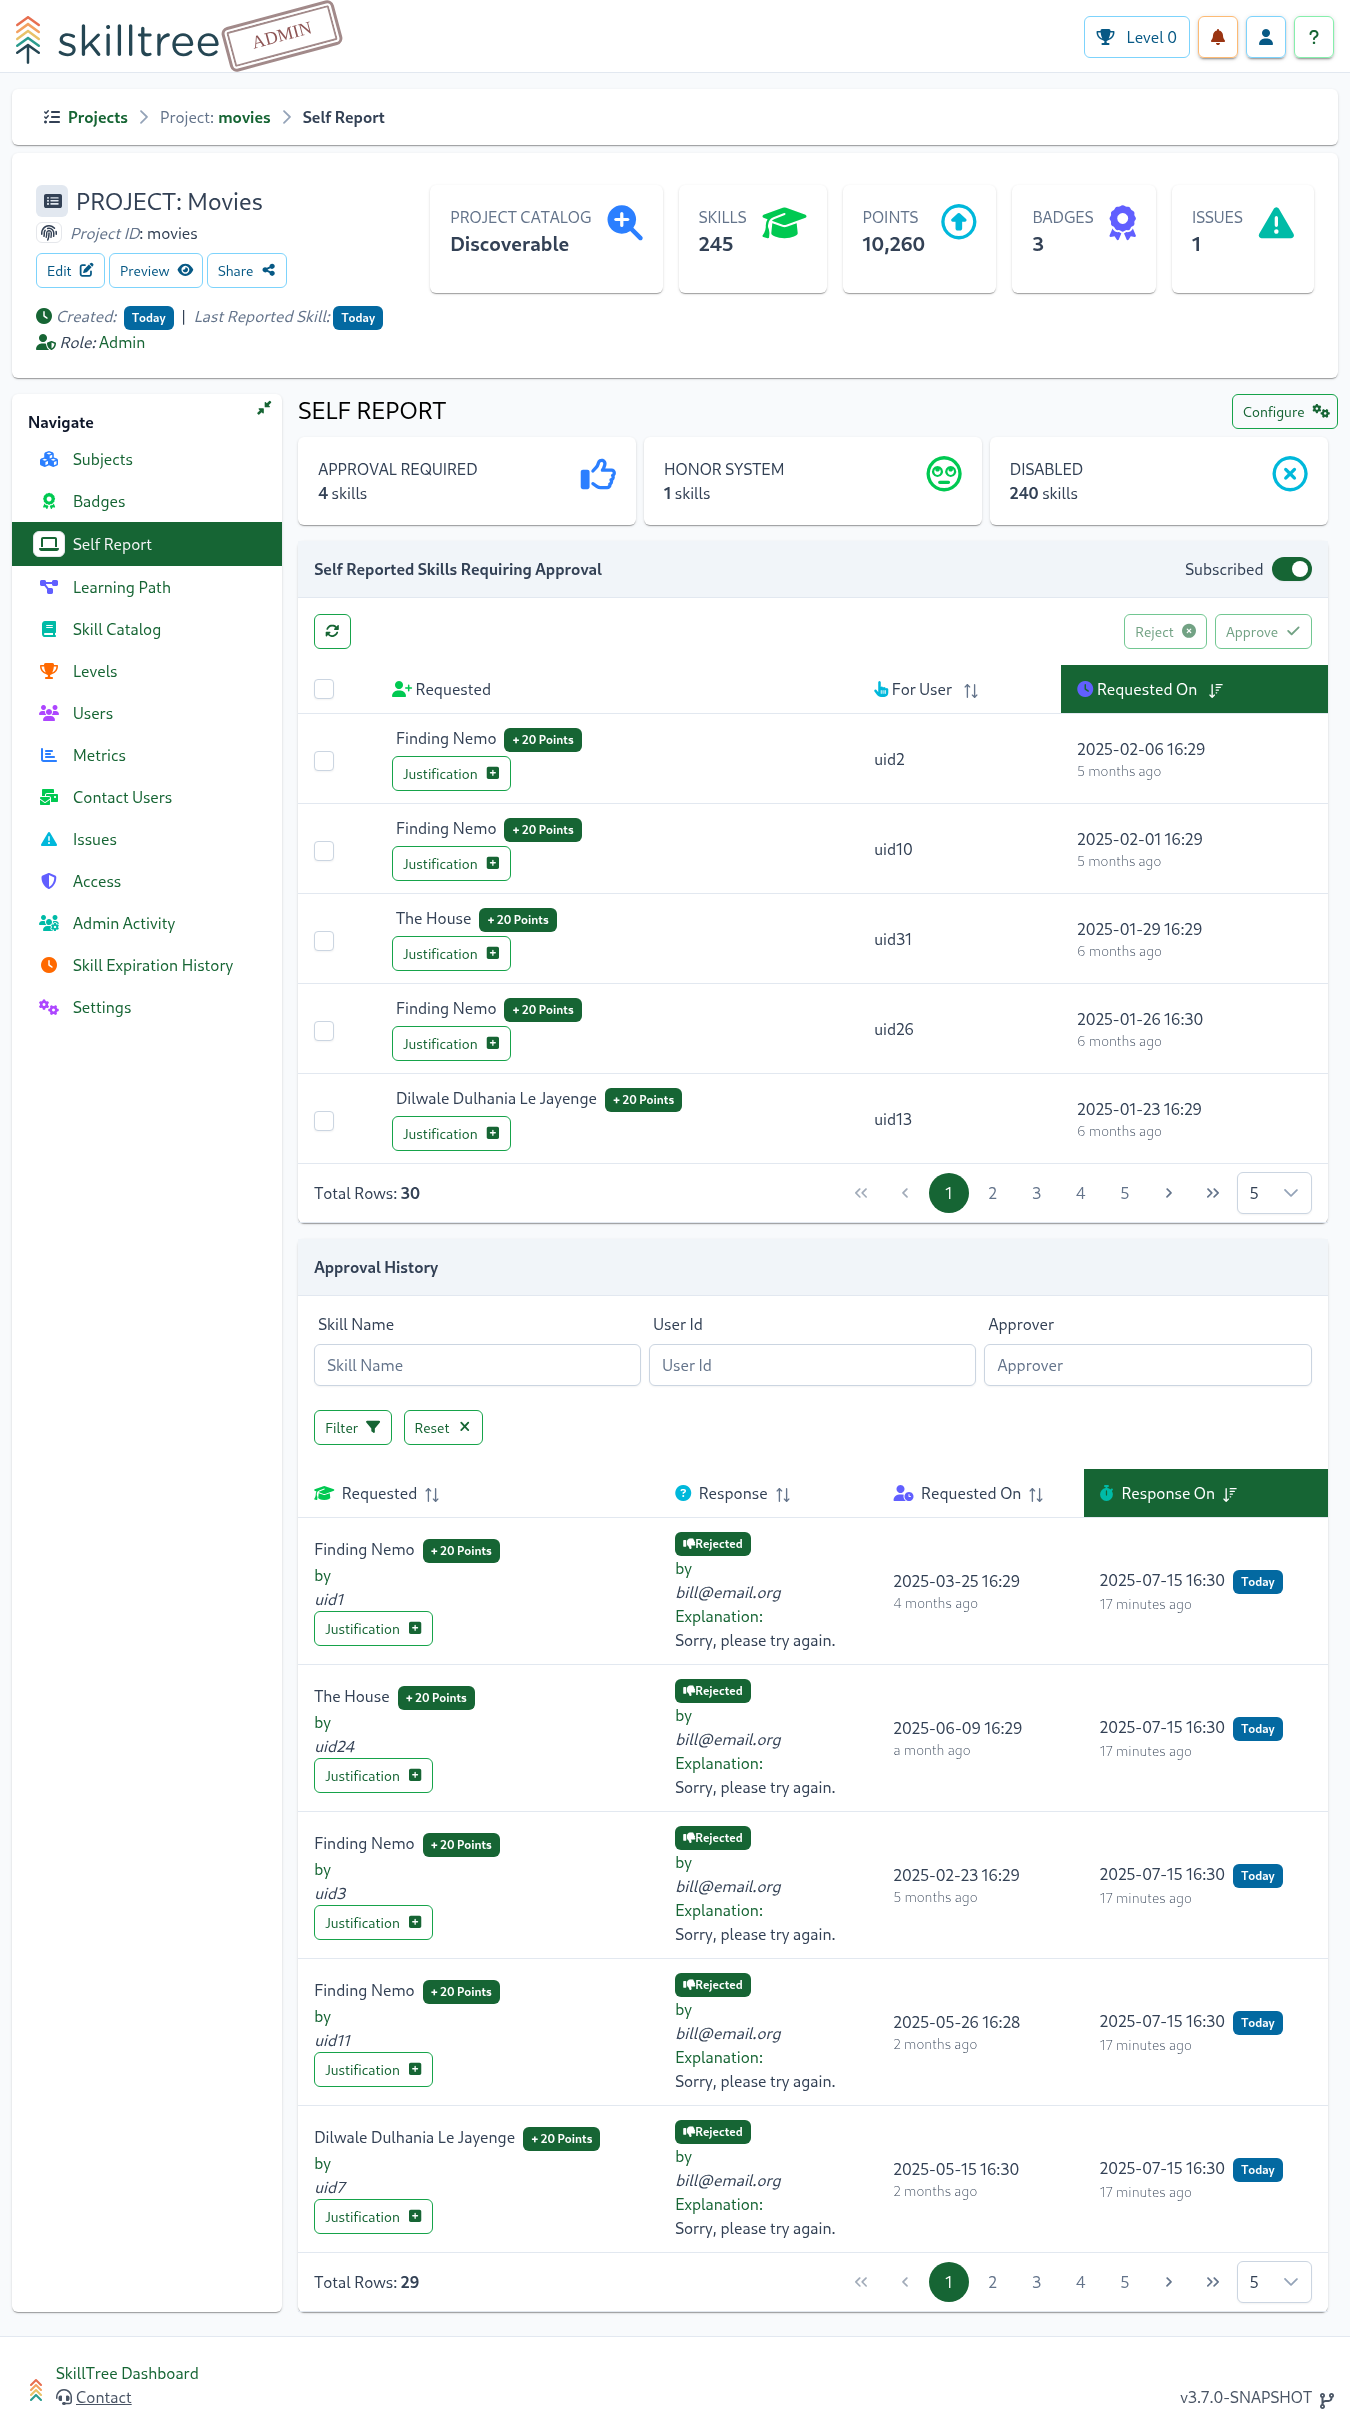 skilltree ADMIN
Level 0
?
Projects
Project: movies
Self Report
PROJECT: Movies
Project ID: movies
Edit
Preview
Share
Created: Today | Last Reported Skill: Today
Role: Admin
PROJECT CATALOG
Discoverable
SKILLS
245
POINTS
10,260
BADGES
3
ISSUES
1
Navigate
Subjects
Badges
Self Report
Learning Path
Skill Catalog
Levels
Users
Metrics
Contact Users
Issues
Access
Admin Activity
Skill Expiration History
Settings
SELF REPORT
Configure
APPROVAL REQUIRED
4 skills
HONOR SYSTEM
1 skills
DISABLED
240 skills
Self Reported Skills Requiring Approval
Subscribed
Reject
Approve
Requested
For User
Requested On
Finding Nemo + 20 Points
Justification
uid2
2025-02-06 16:29
5 months ago
Finding Nemo + 20 Points
Justification
uid10
2025-02-01 16:29
5 months ago
The House + 20 Points
Justification
uid31
2025-01-29 16:29
6 months ago
Finding Nemo + 20 Points
Justification
uid26
2025-01-26 16:30
6 months ago
Dilwale Dulhania Le Jayenge + 20 Points
Justification
uid13
2025-01-23 16:29
6 months ago
Total Rows: 30
1 2 3 4 5
5
Approval History
Skill Name
User Id
Approver
Skill Name
User Id
Approver
Filter
Reset
Requested
Response
Requested On
Response On
Finding Nemo + 20 Points
by
uid1
Justification
Rejected
by
bill@email.org
Explanation:
Sorry, please try again.
2025-03-25 16:29
4 months ago
2025-07-15 16:30 Today
17 minutes ago
The House + 20 Points
by
uid24
Justification
Rejected
by
bill@email.org
Explanation:
Sorry, please try again.
2025-06-09 16:29
a month ago
2025-07-15 16:30 Today
17 minutes ago
Finding Nemo + 20 Points
by
uid3
Justification
Rejected
by
bill@email.org
Explanation:
Sorry, please try again.
2025-02-23 16:29
5 months ago
2025-07-15 16:30 Today
17 minutes ago
Finding Nemo + 20 Points
by
uid11
Justification
Rejected
by
bill@email.org
Explanation:
Sorry, please try again.
2025-05-26 16:28
2 months ago
2025-07-15 16:30 Today
17 minutes ago
Dilwale Dulhania Le Jayenge + 20 Points
by
uid7
Justification
Rejected
by
bill@email.org
Explanation:
Sorry, please try again.
2025-05-15 16:30
2 months ago
2025-07-15 16:30 Today
17 minutes ago
Total Rows: 29
1 2 3 4 5
5
SkillTree Dashboard
Contact
v3.7.0-SNAPSHOT